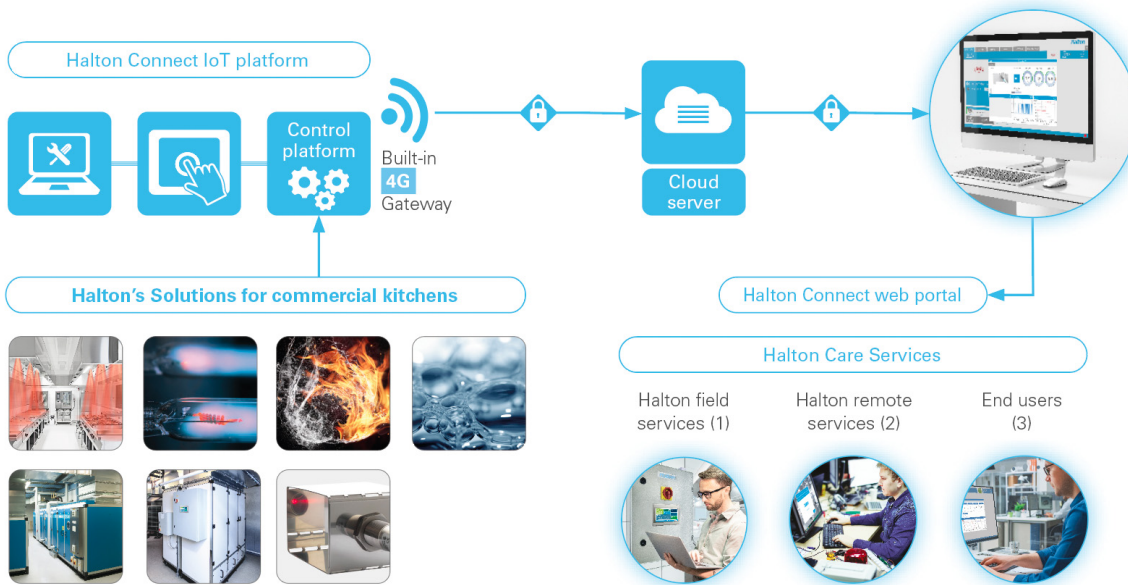 Halton Connect IoT platform
Control
platform
Built-in
4G
Gateway
Cloud
server
Halton's Solutions for commercial kitchens
Halton Connect web portal
Halton Care Services
Halton field
services (1)
Halton remote
services (2)
End users
(3)